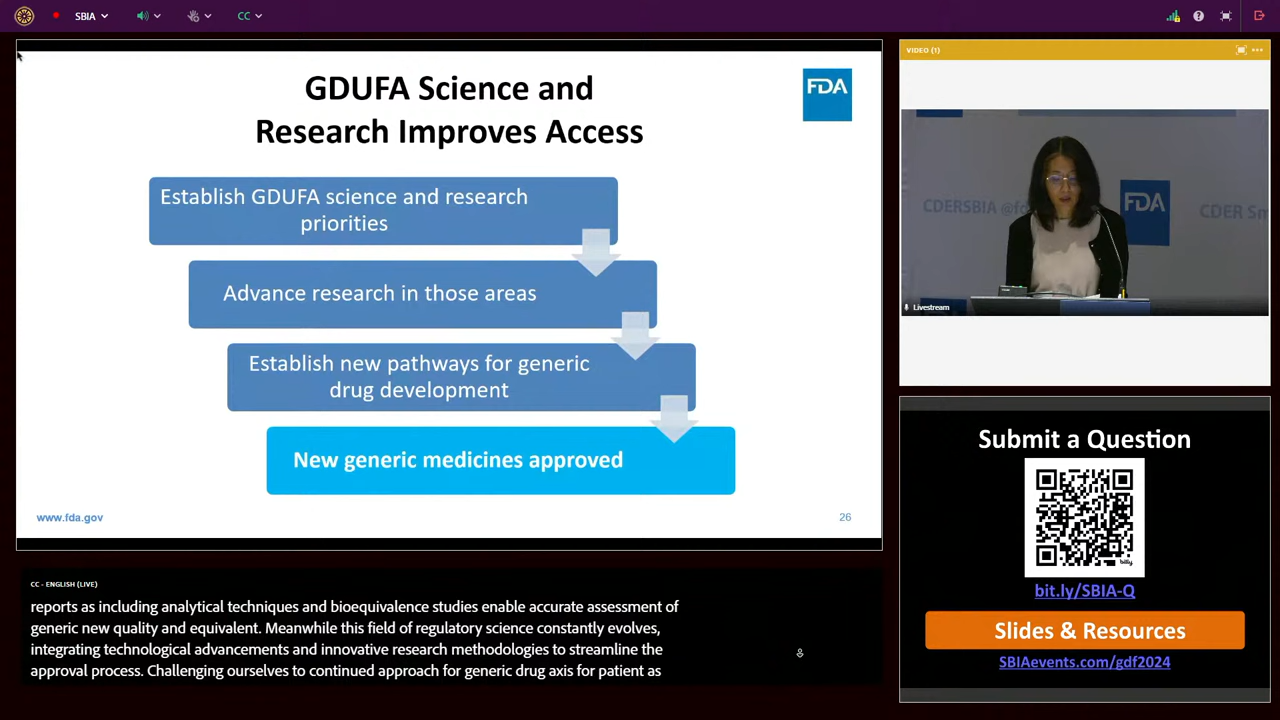 SBIA
CC
GDUFA Science and
Research Improves Access
FDA
Establish GDUFA science and research
priorities
Advance research in those areas
Establish new pathways for generic
drug development
New generic medicines approved
www.fda.gov
26
CC - ENGLISH (LIVE)
reports as including analytical techniques and bioequivalence studies enable accurate assessment of
generic new quality and equivalent. Meanwhile this field of regulatory science constantly evolves,
integrating technological advancements and innovative research methodologies to streamline the
approval process. Challenging ourselves to continued approach for generic drug axis for patient as
VIDEO (1)
CDERSBIA @fd
FDA
CDER Sm
Livestream
Submit a Question
bitly
bit.ly/SBIA-Q
Slides & Resources
SBIAevents.com/gdf2024